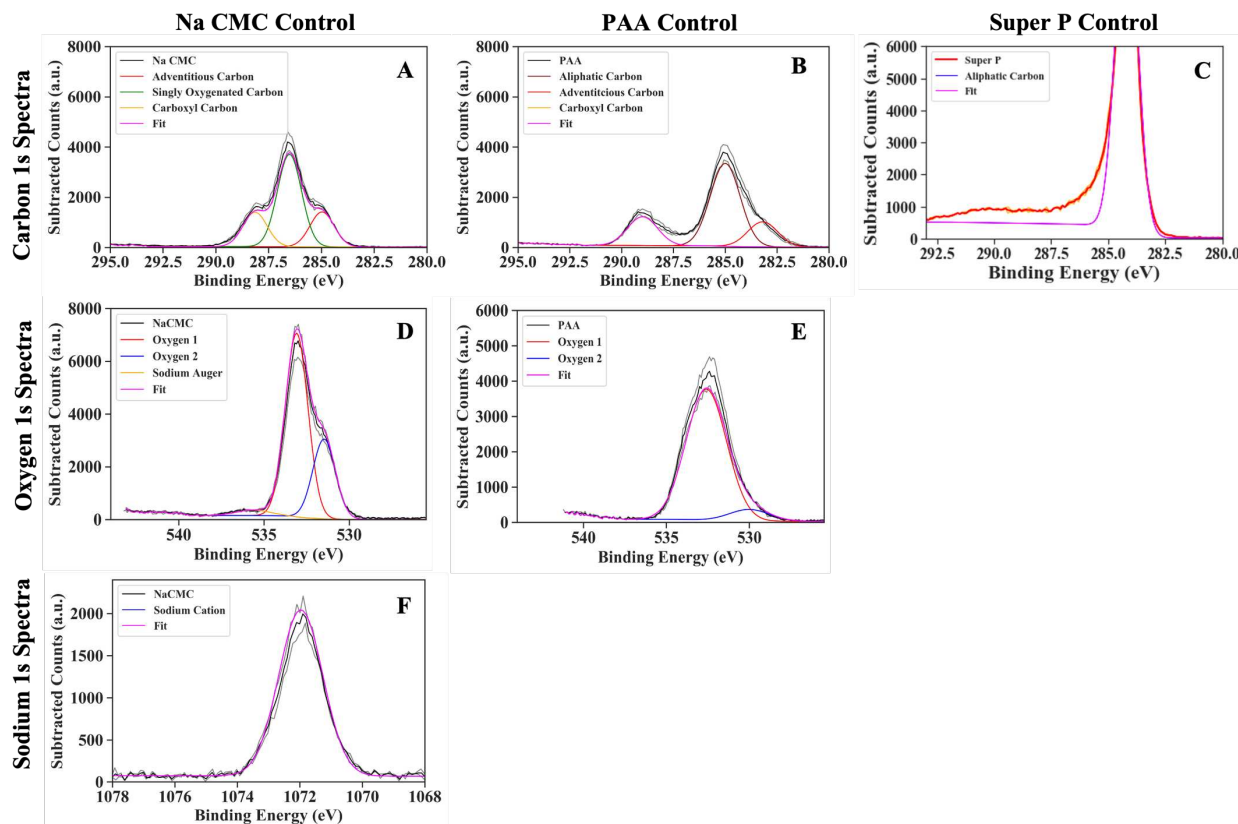 Na CMC Control
PAA Control
Super P Control
Carbon 1s Spectra
Subtracted Counts (a.u.)
8000
6000
4000
2000
0
Na CMC
Adventitious Carbon
Singly Oxygenated Carbon
Carboxyl Carbon
Fit
A
295.0 292.5 290.0 287.5 285.0 282.5 280.0
Binding Energy (eV)
Subtracted Counts (a.u.)
8000
6000
4000
2000
0
PAA
Aliphatic Carbon
Adventicious Carbon
Carboxyl Carbon
Fit
B
295.0 292.5 290.0 287.5 285.0 282.5 280.0
Binding Energy (eV)
Subtracted Counts (a.u.)
6000
5000
4000
3000
2000
1000
0
Super P
Aliphatic Carbon
Fit
C
292.5 290.0 287.5 285.0 282.5 280.0
Binding Energy (eV)
Oxygen 1s Spectra
Subtracted Counts (a.u.)
8000
6000
4000
2000
0
NaCMC
Oxygen 1
Oxygen 2
Sodium Auger
Fit
D
540 535 530
Binding Energy (eV)
Subtracted Counts (a.u.)
6000
5000
4000
3000
2000
1000
0
PAA
Oxygen 1
Oxygen 2
Fit
E
540 535 530
Binding Energy (eV)
Sodium 1s Spectra
Subtracted Counts (a.u.)
2000
1500
1000
500
0
NaCMC
Sodium Cation
Fit
F
1078 1076 1074 1072 1070 1068
Binding Energy (eV)